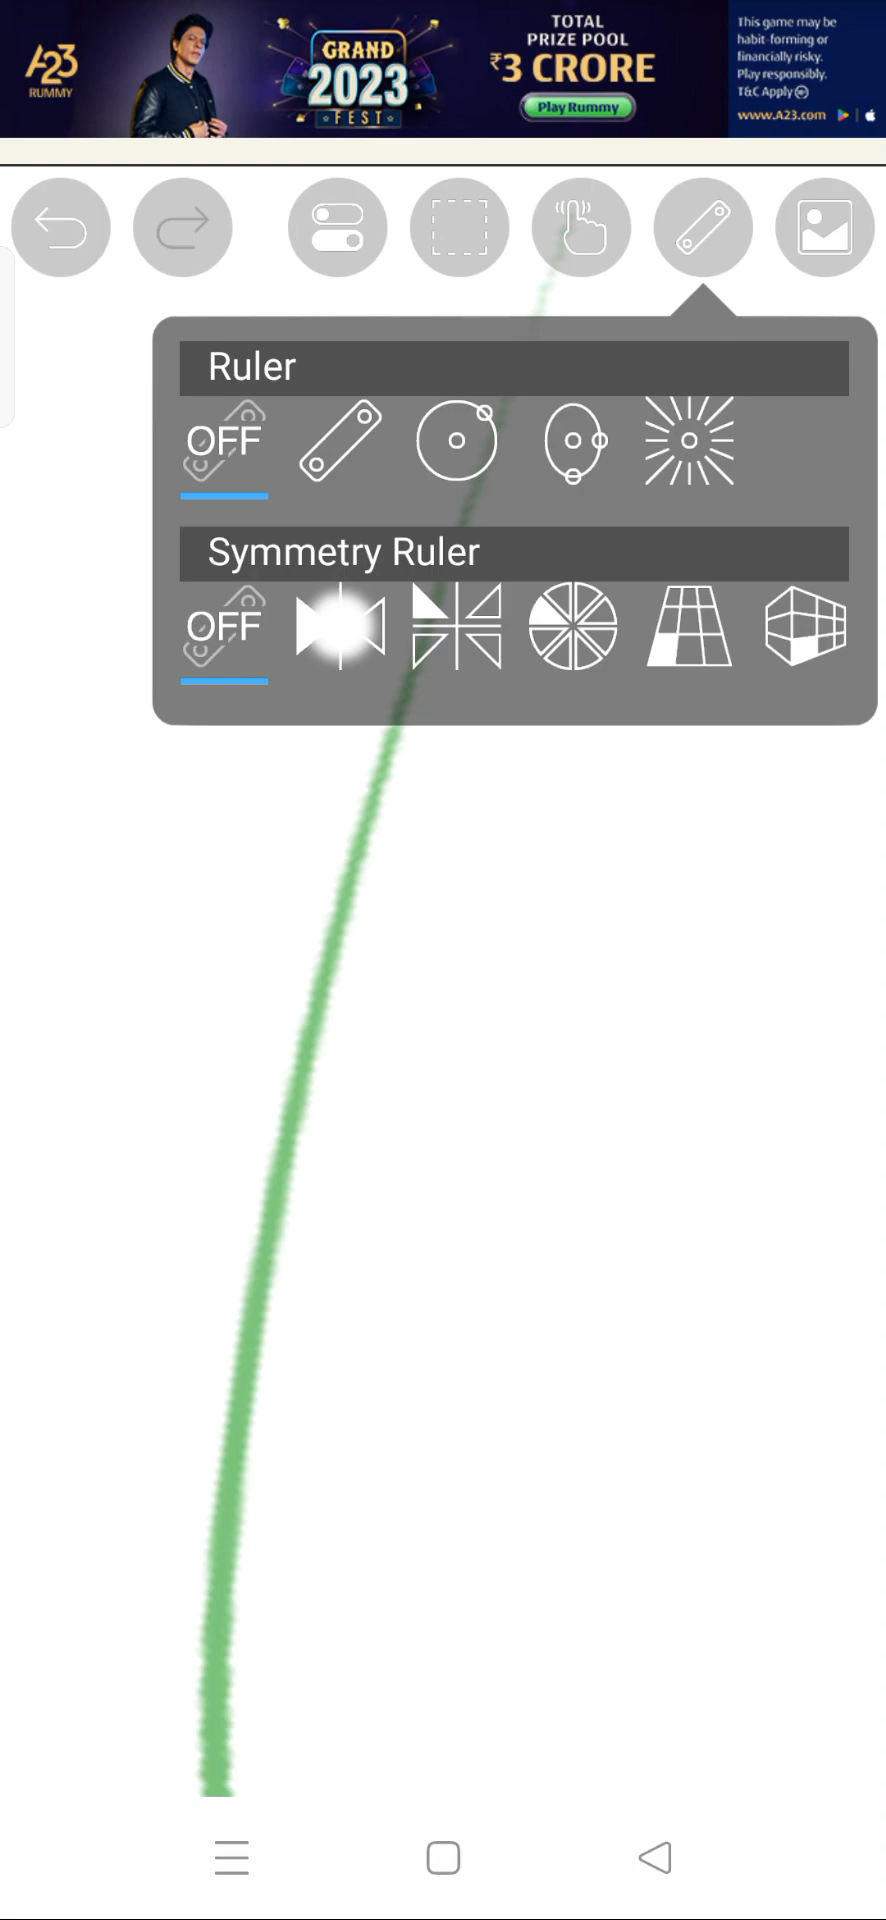 A23
RUMMY
GRAND
2023
FEST
TOTAL
PRIZE POOL
₹3 CRORE
Play Rummy
This game may be
habit-forming or
financially risky.
Play responsibly.
T&C Apply
www.A23.com
Ruler
OFF
Symmetry Ruler
OFF